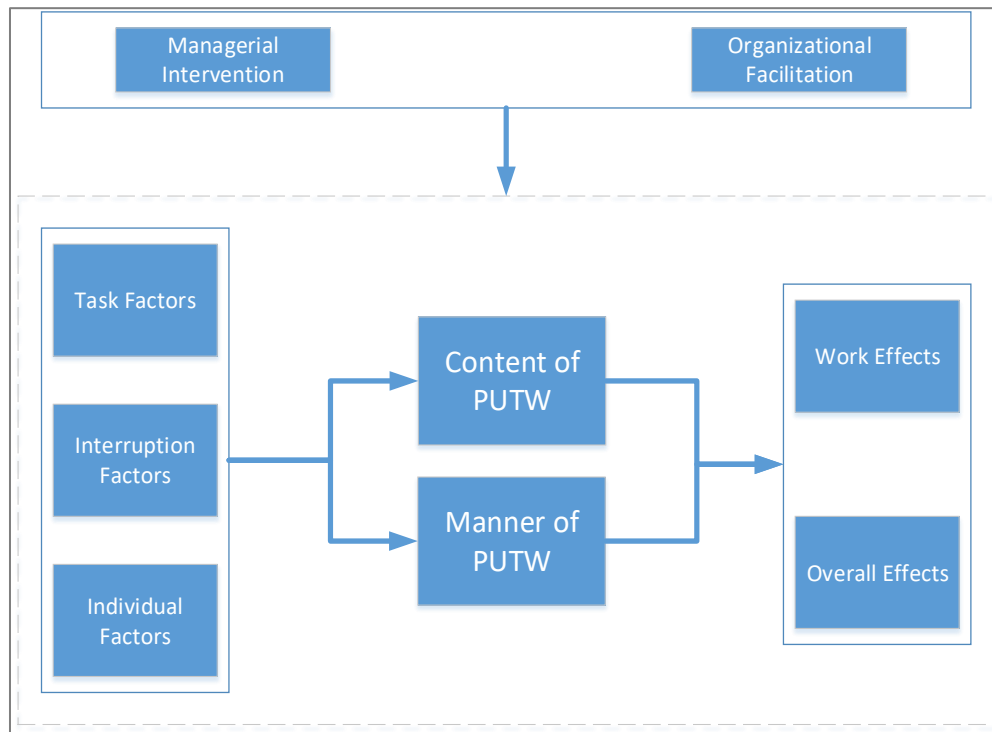 Managerial
Intervention
Organizational
Facilitation
Task Factors
Interruption
Factors
Individual
Factors
Content of
PUTW
Manner of
PUTW
Work Effects
Overall Effects